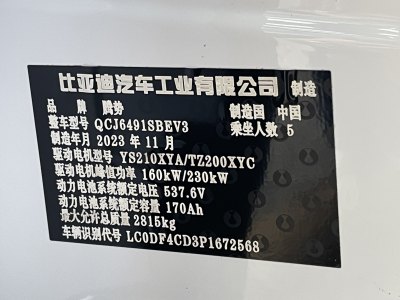 比亚迪汽车工业有限公司 制造
品 牌 腾势 制造国 中国
整车型号 QCJ6491SBEV3 乘坐人数 5
制造年月 2023 年 11 月
驱动电机型号 YS210XYA/TZ200XYC
驱动电机峰值功率 160kW/230kW
动力电池系统额定电压 537.6V
动力电池系统额定容量 170Ah
最大允许总质量 2815kg
车辆识别代号 LC0DF4CD3P1672568